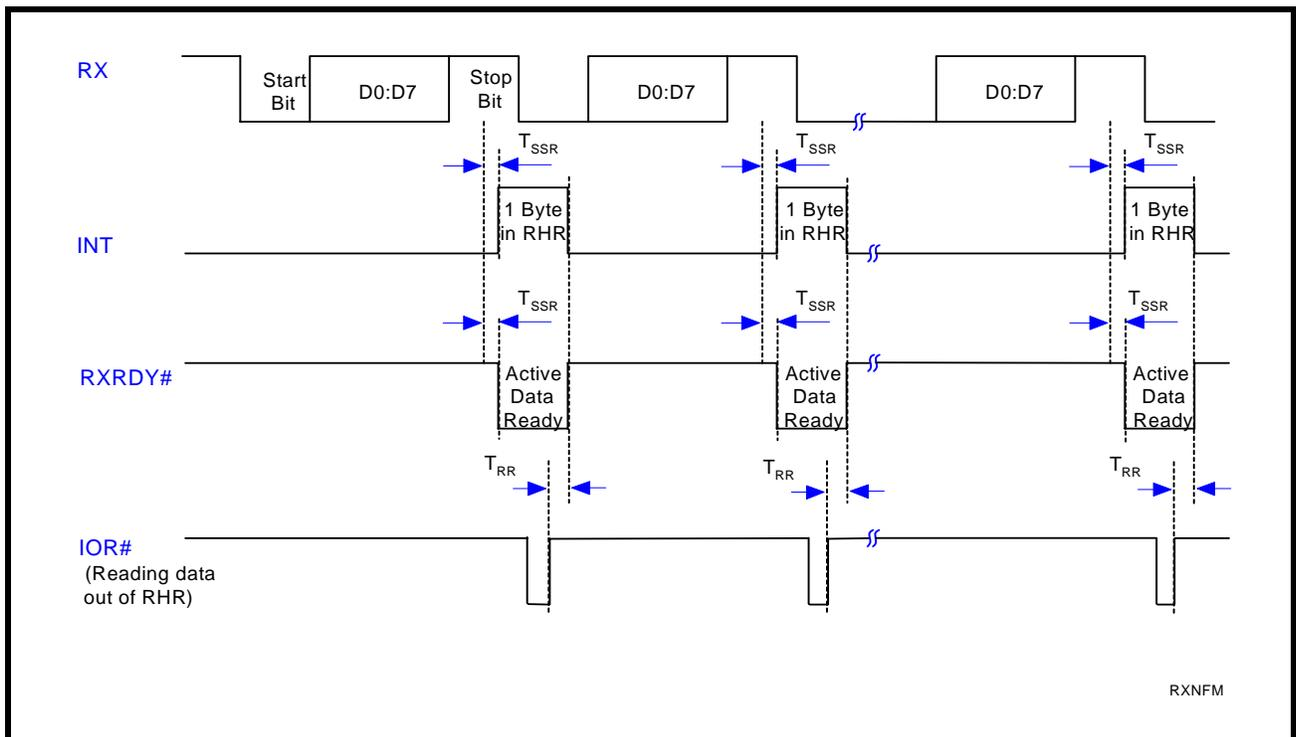 RX
Start
Bit
D0:D7
Stop
Bit
D0:D7
D0:D7
TSSR
TSSR
TSSR
INT
1 Byte
in RHR
1 Byte
in RHR
1 Byte
in RHR
TSSR
TSSR
TSSR
RXRDY#
Active
Data
Ready
Active
Data
Ready
Active
Data
Ready
TRR
TRR
TRR
IOR#
(Reading data
out of RHR)
RXNFM